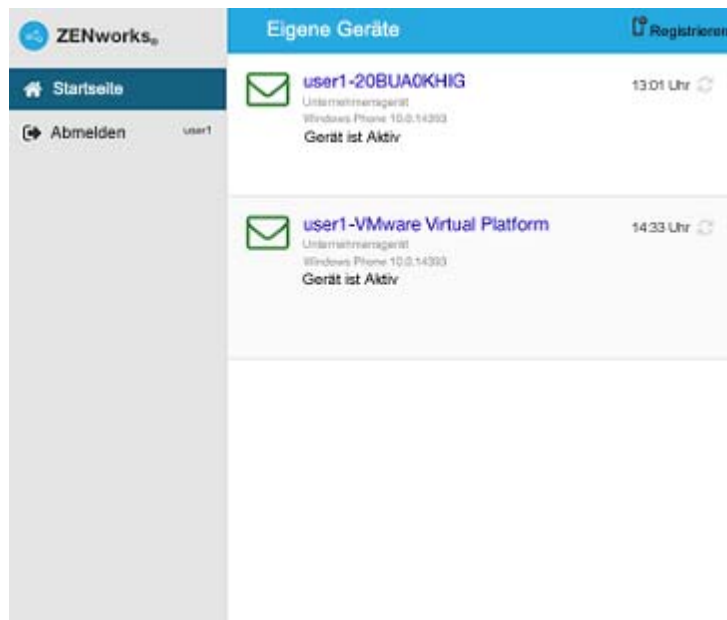 ZENworks®
Eigene Geräte
Registrieren
Startseite
Abmelden user1
user1-20BUA0KHIG 13:01 Uhr
Unternehmensgerät
Windows Phone 10.0.14393
Gerät ist Aktiv
user1-VMware Virtual Platform 14:33 Uhr
Unternehmensgerät
Windows Phone 10.0.14393
Gerät ist Aktiv